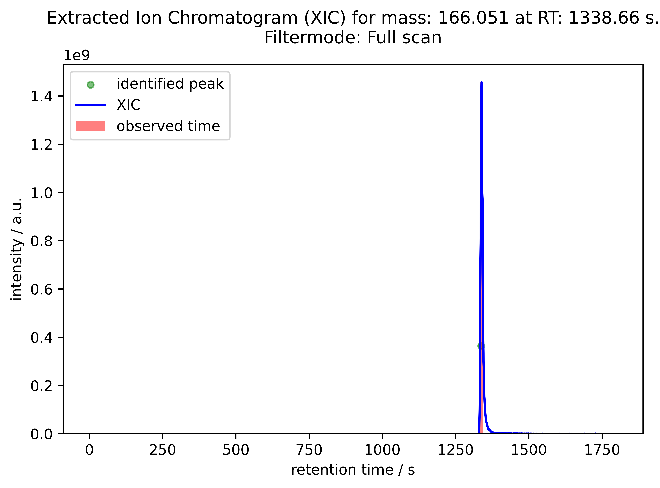 Extracted Ion Chromatogram (XIC) for mass: 166.051 at RT: 1338.66 s.
Filtermode: Full scan
1e9
identified peak
XIC
observed time
1.4
1.2
1.0
0.8
0.6
0.4
0.2
0.0
intensity / a.u.
0 250 500 750 1000 1250 1500 1750
retention time / s